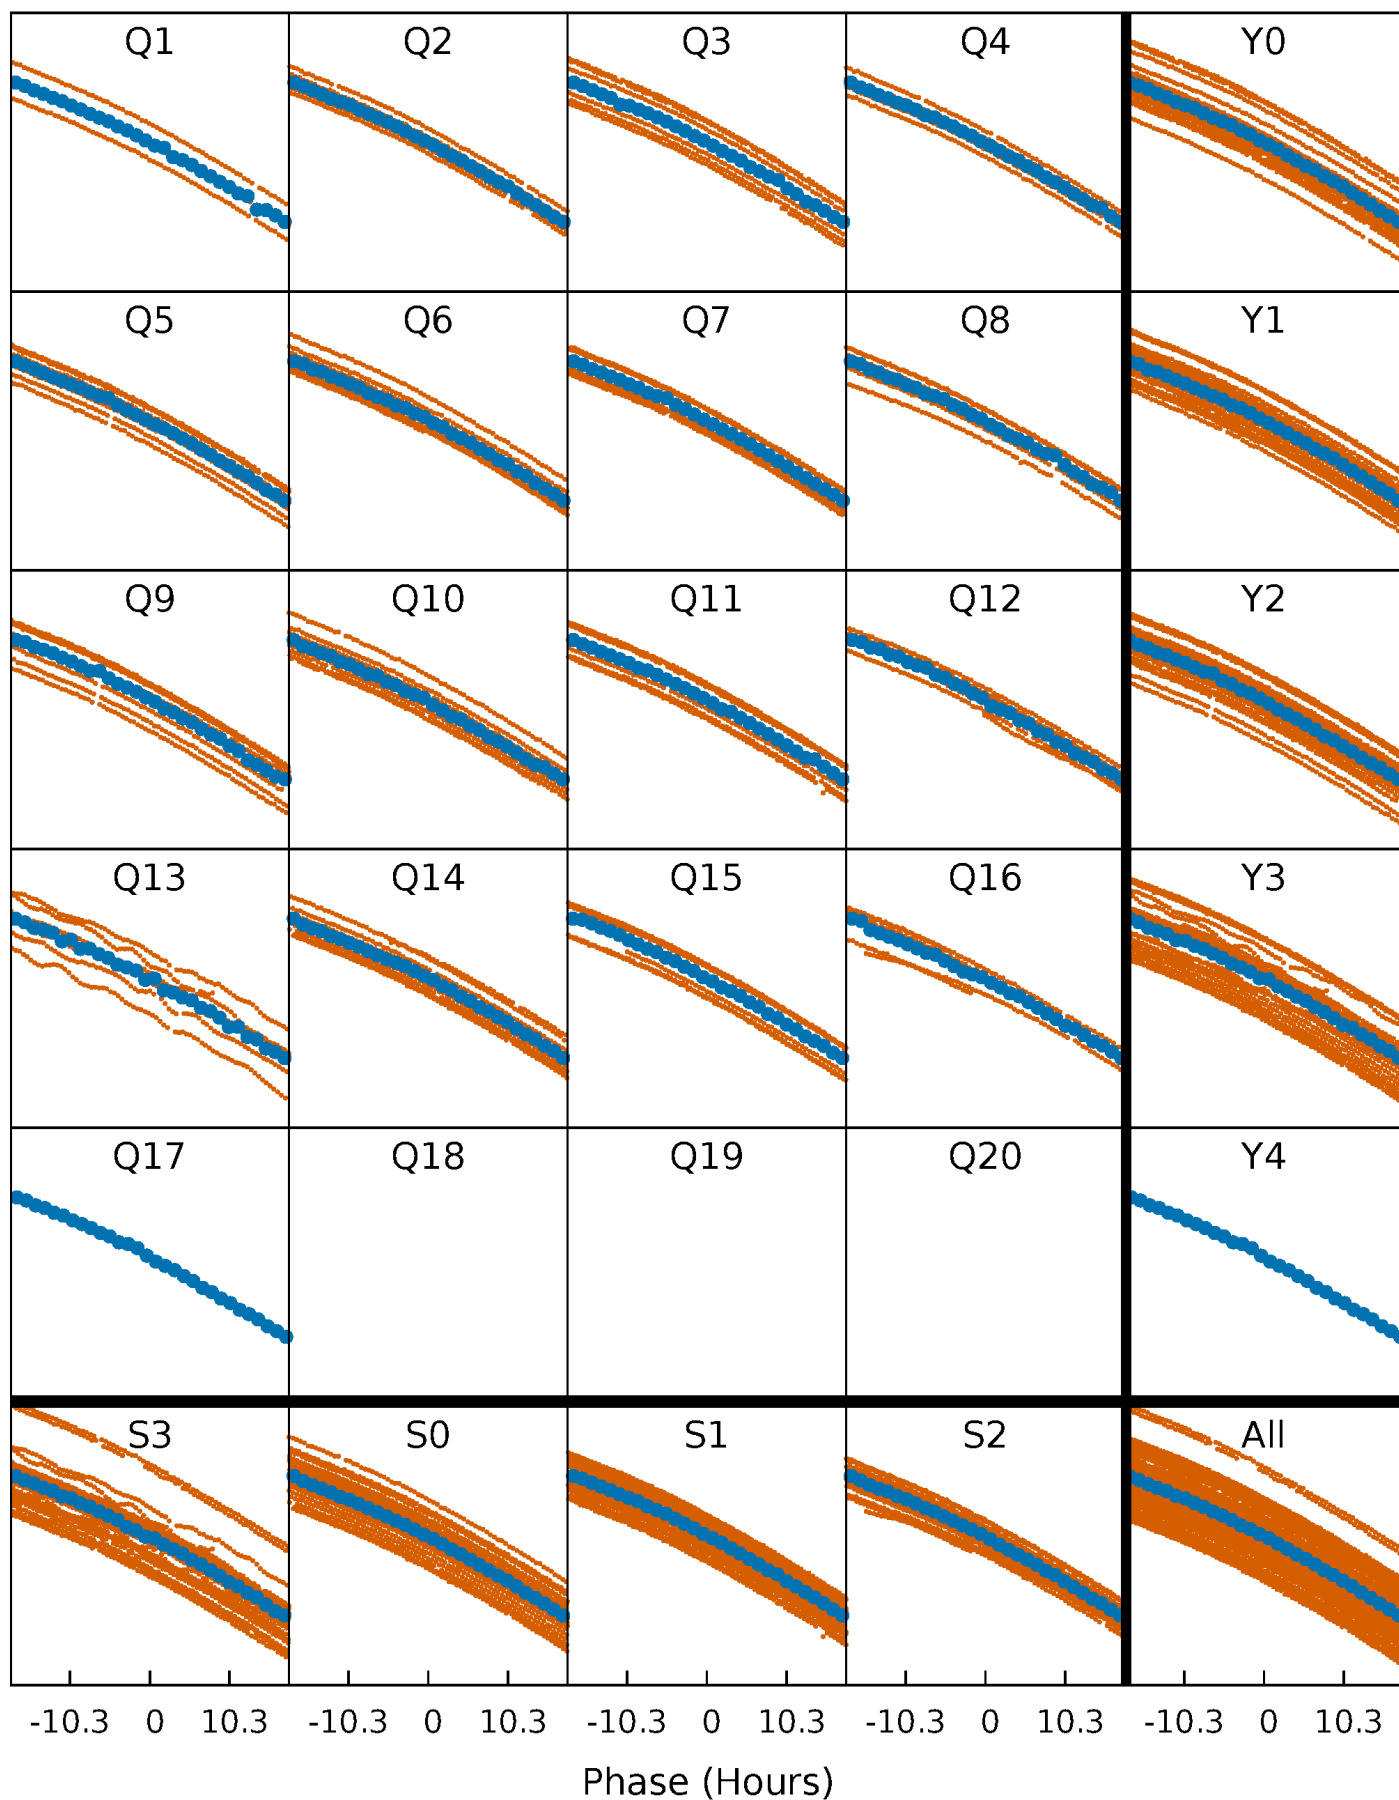 Q1 Q2 Q3 Q4 Y0
Q5 Q6 Q7 Q8 Y1
Q9 Q10 Q11 Q12 Y2
Q13 Q14 Q15 Q16 Y3
Q17 Q18 Q19 Q20 Y4
S3 S0 S1 S2 All
-10.3 0 10.3 -10.3 0 10.3 -10.3 0 10.3 -10.3 0 10.3 -10.3 0 10.3
Phase (Hours)